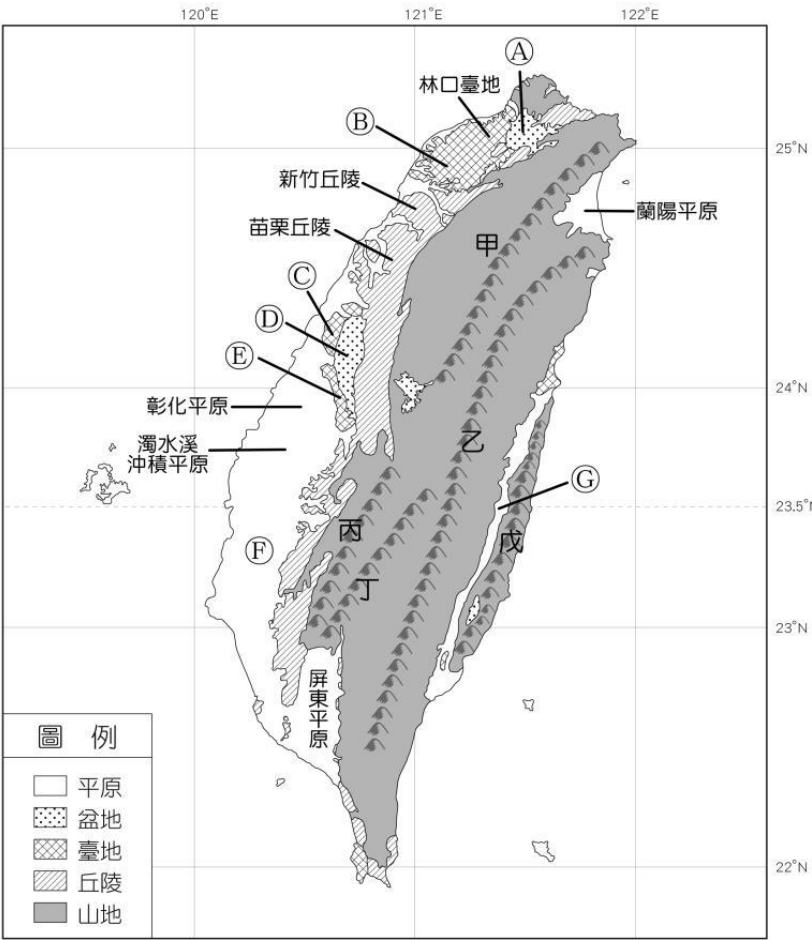 120°E
121°E
122°E
Ⓐ
林口臺地
Ⓑ
25°N
新竹丘陵
蘭陽平原
苗栗丘陵
甲
Ⓒ
Ⓓ
Ⓔ
24°N
彰化平原
乙
濁水溪
沖積平原
Ⓖ
23.5°N
丙
戊
Ⓕ
丁
23°N
屏東平原
圖例
平原
盆地
臺地
丘陵
山地
22°N